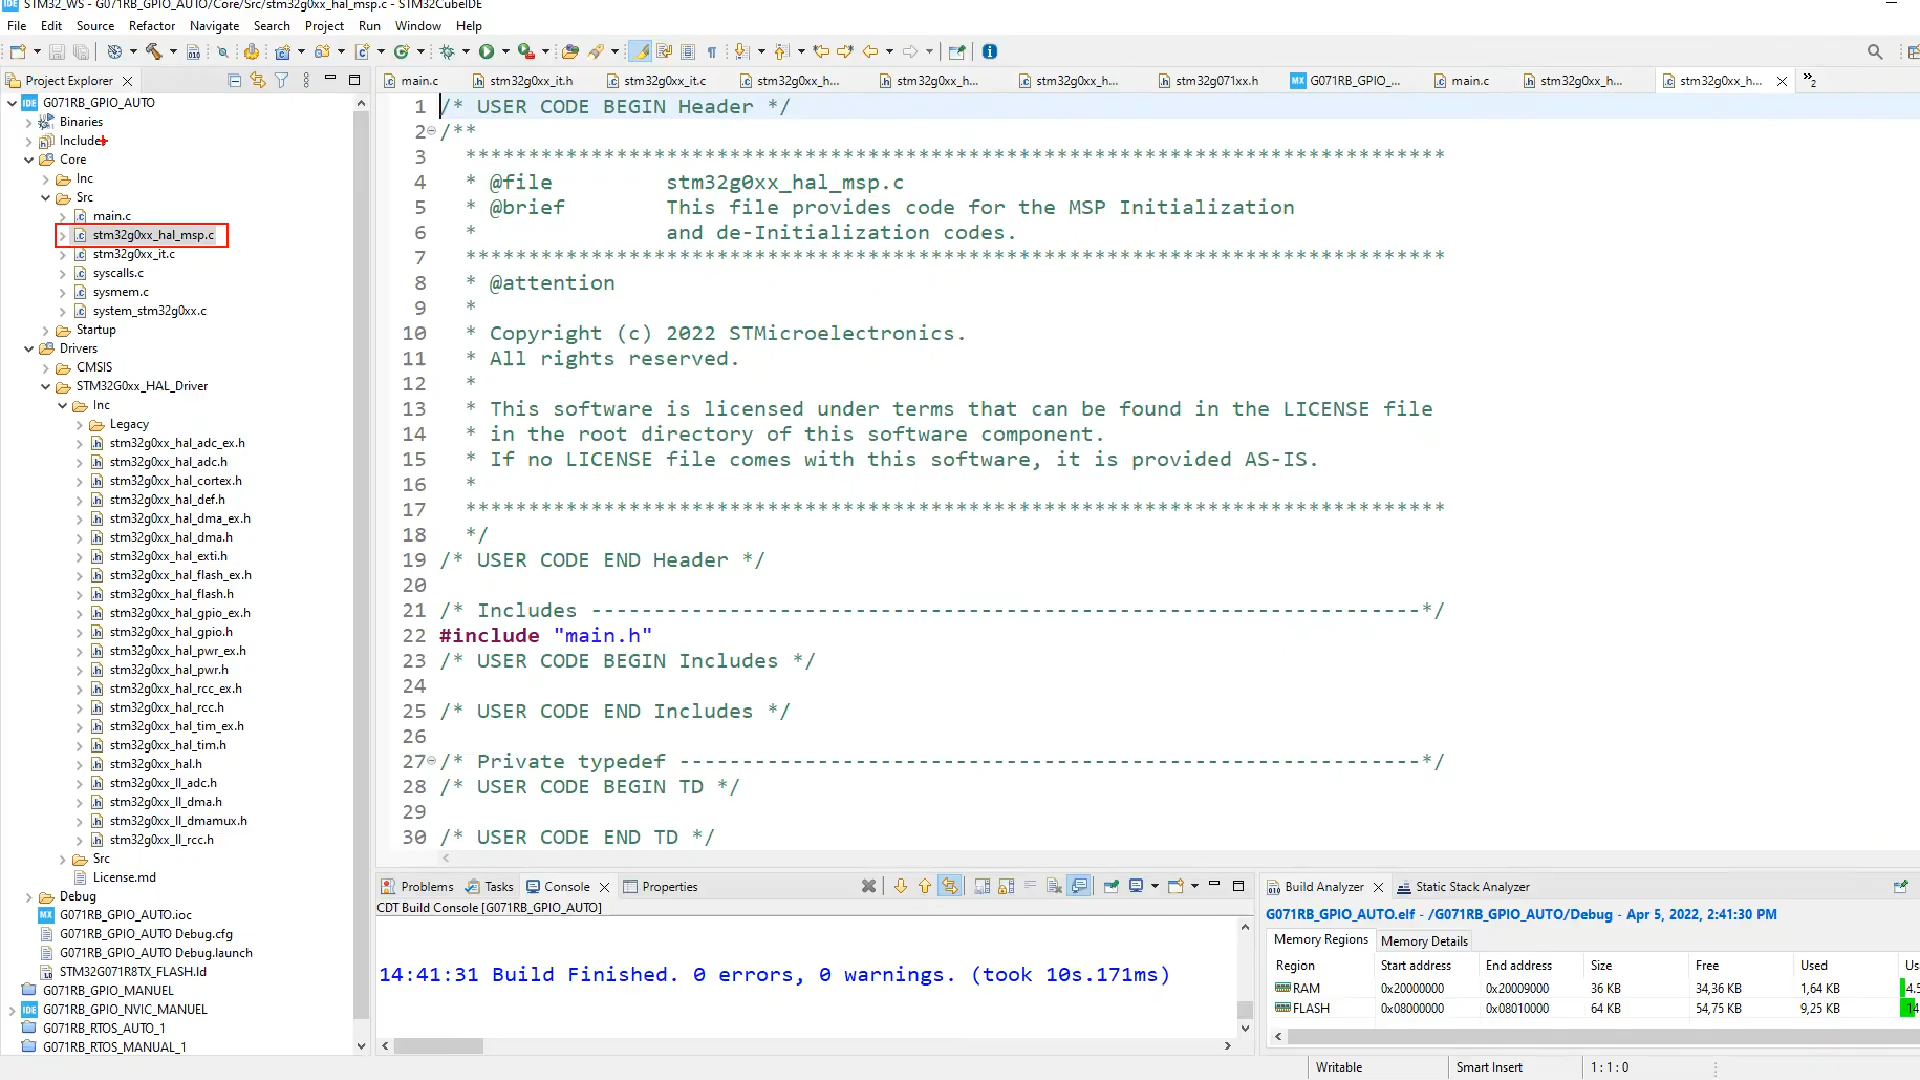 STM32_WS - G071RB_GPIO_AUTO/Core/Src/stm32g0xx_hal_msp.c - STM32CubeIDE
File Edit Source Refactor Navigate Search Project Run Window Help
Project Explorer
main.c stm32g0xx_it.h stm32g0xx_it.c stm32g0xx_h... stm32g0xx_h... stm32g0xx_h... stm32g071xx.h G071RB_GPIO_... main.c stm32g0xx_h... stm32g0xx_h... 2
G071RB_GPIO_AUTO
Binaries
Includes
Core
Inc
Src
main.c
stm32g0xx_hal_msp.c
stm32g0xx_it.c
syscalls.c
sysmem.c
system_stm32g0xx.c
Startup
Drivers
CMSIS
STM32G0xx_HAL_Driver
Inc
Legacy
stm32g0xx_hal_adc_ex.h
stm32g0xx_hal_adc.h
stm32g0xx_hal_cortex.h
stm32g0xx_hal_def.h
stm32g0xx_hal_dma_ex.h
stm32g0xx_hal_dma.h
stm32g0xx_hal_exti.h
stm32g0xx_hal_flash_ex.h
stm32g0xx_hal_flash.h
stm32g0xx_hal_gpio_ex.h
stm32g0xx_hal_gpio.h
stm32g0xx_hal_pwr_ex.h
stm32g0xx_hal_pwr.h
stm32g0xx_hal_rcc_ex.h
stm32g0xx_hal_rcc.h
stm32g0xx_hal_tim_ex.h
stm32g0xx_hal_tim.h
stm32g0xx_hal.h
stm32g0xx_ll_adc.h
stm32g0xx_ll_dma.h
stm32g0xx_ll_dmamux.h
stm32g0xx_ll_rcc.h
Src
License.md
Debug
G071RB_GPIO_AUTO.ioc
G071RB_GPIO_AUTO Debug.cfg
G071RB_GPIO_AUTO Debug.launch
STM32G071R8TX_FLASH.ld
G071RB_GPIO_MANUEL
G071RB_GPIO_NVIC_MANUEL
G071RB_RTOS_AUTO_1
G071RB_RTOS_MANUAL_1
1 /* USER CODE BEGIN Header */
2 /**
3 ******************************************************************************
4 * @file stm32g0xx_hal_msp.c
5 * @brief This file provides code for the MSP Initialization
6 * and de-Initialization codes.
7 ******************************************************************************
8 * @attention
9 *
10 * Copyright (c) 2022 STMicroelectronics.
11 * All rights reserved.
12 *
13 * This software is licensed under terms that can be found in the LICENSE file
14 * in the root directory of this software component.
15 * If no LICENSE file comes with this software, it is provided AS-IS.
16 *
17 ******************************************************************************
18 */
19 /* USER CODE END Header */
20
21 /* Includes ------------------------------------------------------------------*/
22 #include "main.h"
23 /* USER CODE BEGIN Includes */
24
25 /* USER CODE END Includes */
26
27 /* Private typedef -----------------------------------------------------------*/
28 /* USER CODE BEGIN TD */
29
30 /* USER CODE END TD */
Problems Tasks Console Properties
CDT Build Console [G071RB_GPIO_AUTO]
14:41:31 Build Finished. 0 errors, 0 warnings. (took 10s.171ms)
Build Analyzer Static Stack Analyzer
G071RB_GPIO_AUTO.elf - /G071RB_GPIO_AUTO/Debug - Apr 5, 2022, 2:41:30 PM
Memory Regions Memory Details
Region Start address End address Size Free Used Us
RAM 0x20000000 0x20009000 36 KB 34,36 KB 1,64 KB 4.5
FLASH 0x08000000 0x08010000 64 KB 54,75 KB 9,25 KB 14
Writable Smart Insert 1 : 1 : 0